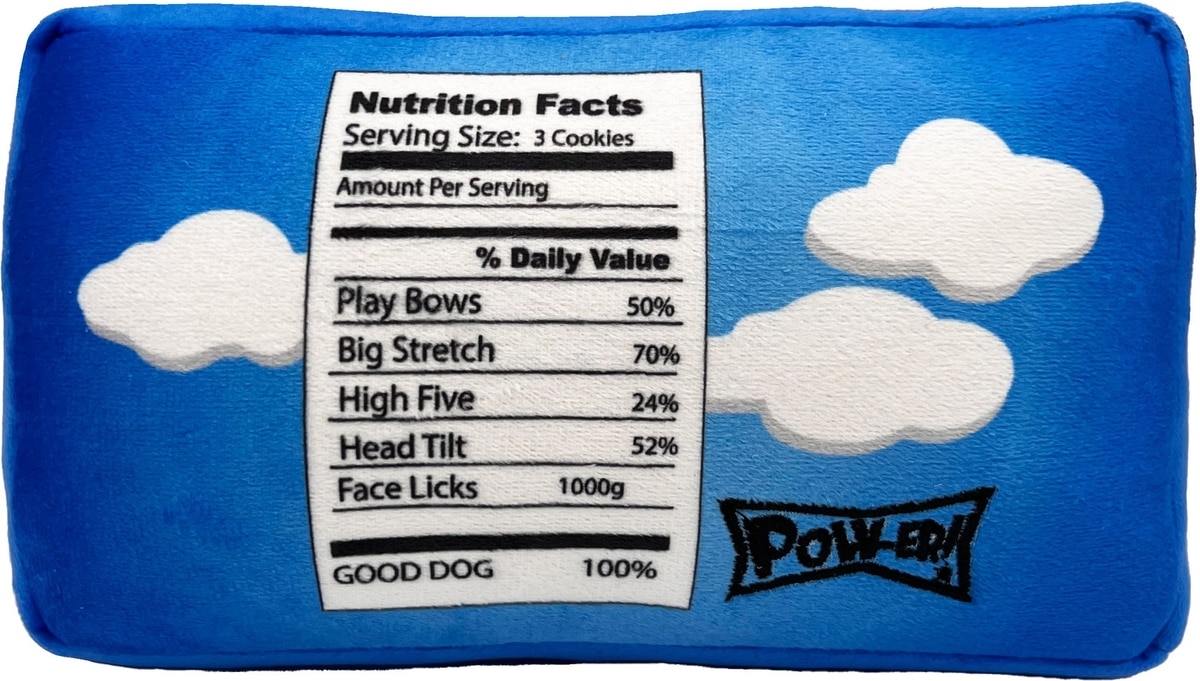 Nutrition Facts
Serving Size: 3 Cookies
Amount Per Serving
% Daily Value
Play Bows 50%
Big Stretch 70%
High Five 24%
Head Tilt 52%
Face Licks 1000g
GOOD DOG 100%
POW-ER!